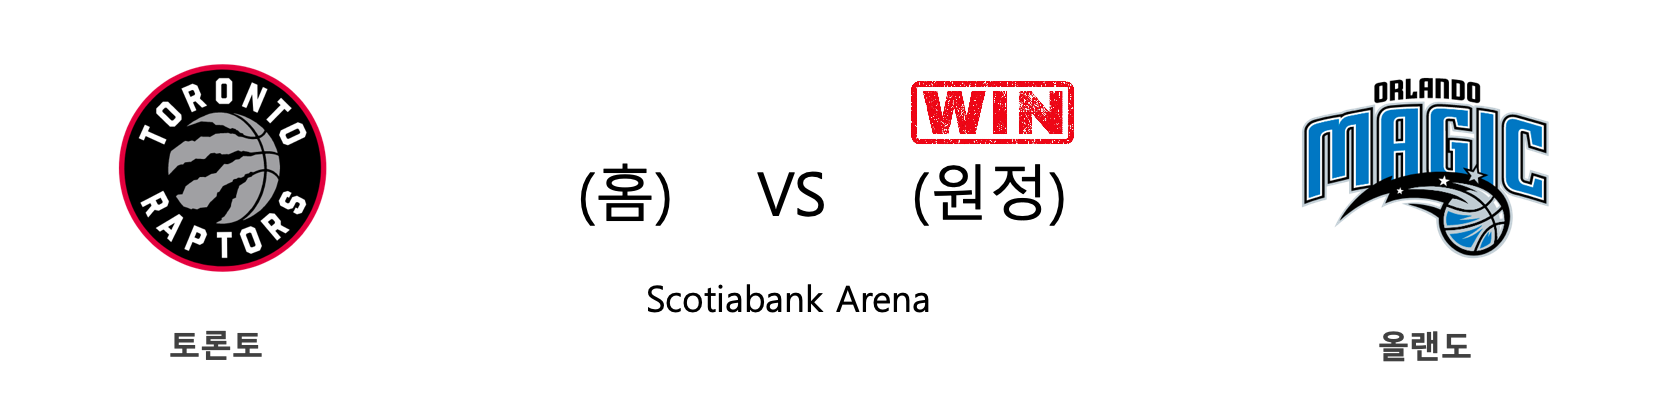 TORONTO
RAPTORS
WIN
(홈) VS (원정)
ORLANDO
MAGIC
Scotiabank Arena
토론토
올랜도